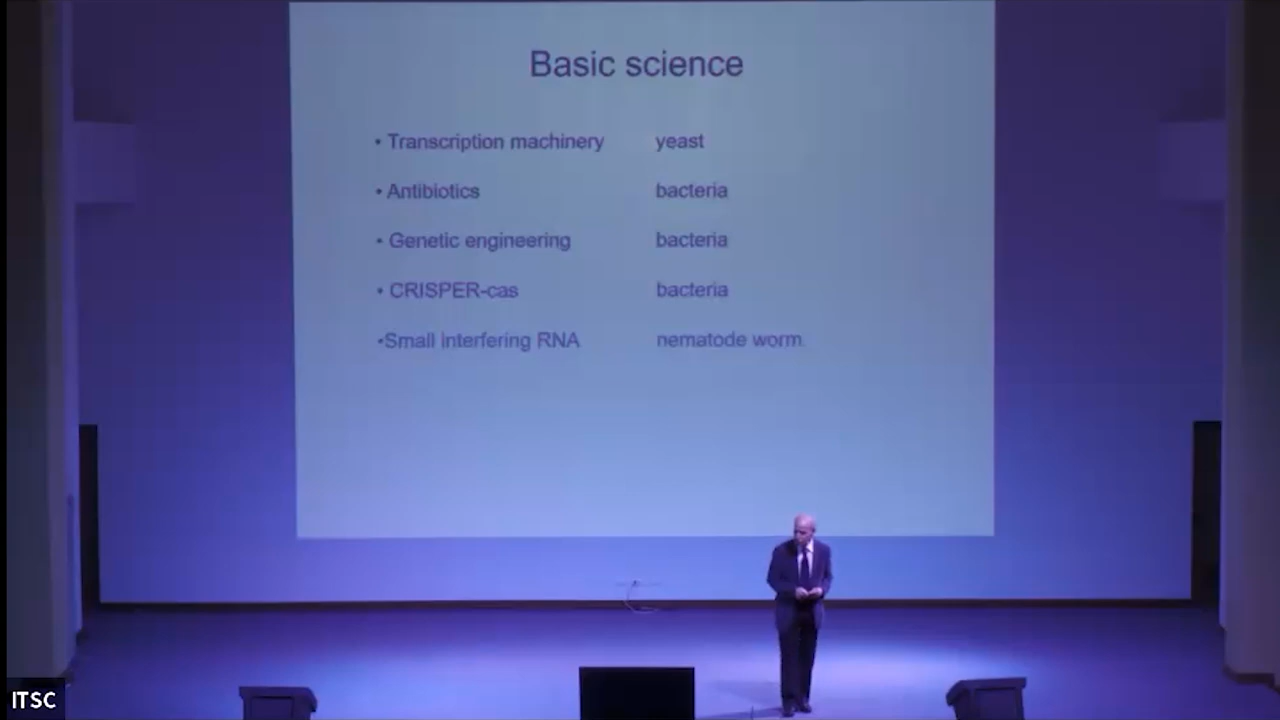 Basic science
• Transcription machinery yeast
• Antibiotics bacteria
• Genetic engineering bacteria
• CRISPER-cas bacteria
•Small interfering RNA nematode worm
ITSC